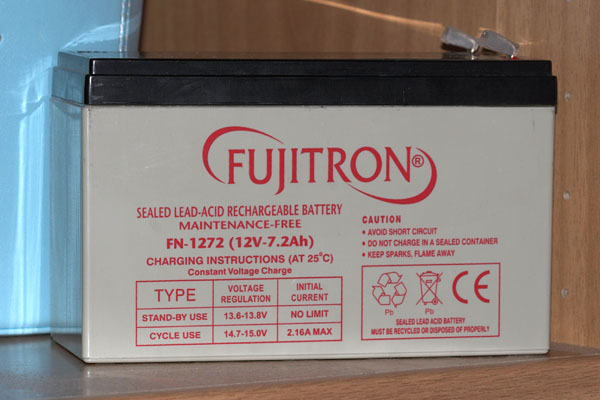 FUJITRON®
SEALED LEAD-ACID RECHARGEABLE BATTERY
MAINTENANCE-FREE
FN-1272 (12V-7.2Ah)
CHARGING INSTRUCTIONS (AT 25°C)
Constant Voltage Charge
TYPE VOLTAGE REGULATION INITIAL CURRENT
STAND-BY USE 13.6-13.8V NO LIMIT
CYCLE USE 14.7-15.0V 2.16A MAX
CAUTION
• AVOID SHORT CIRCUIT
• DO NOT CHARGE IN A SEALED CONTAINER
• KEEP SPARKS, FLAME AWAY
Pb Pb CE
SEALED LEAD ACID BATTERY
MUST BE RECYCLED OR DISPOSED OF PROPERLY